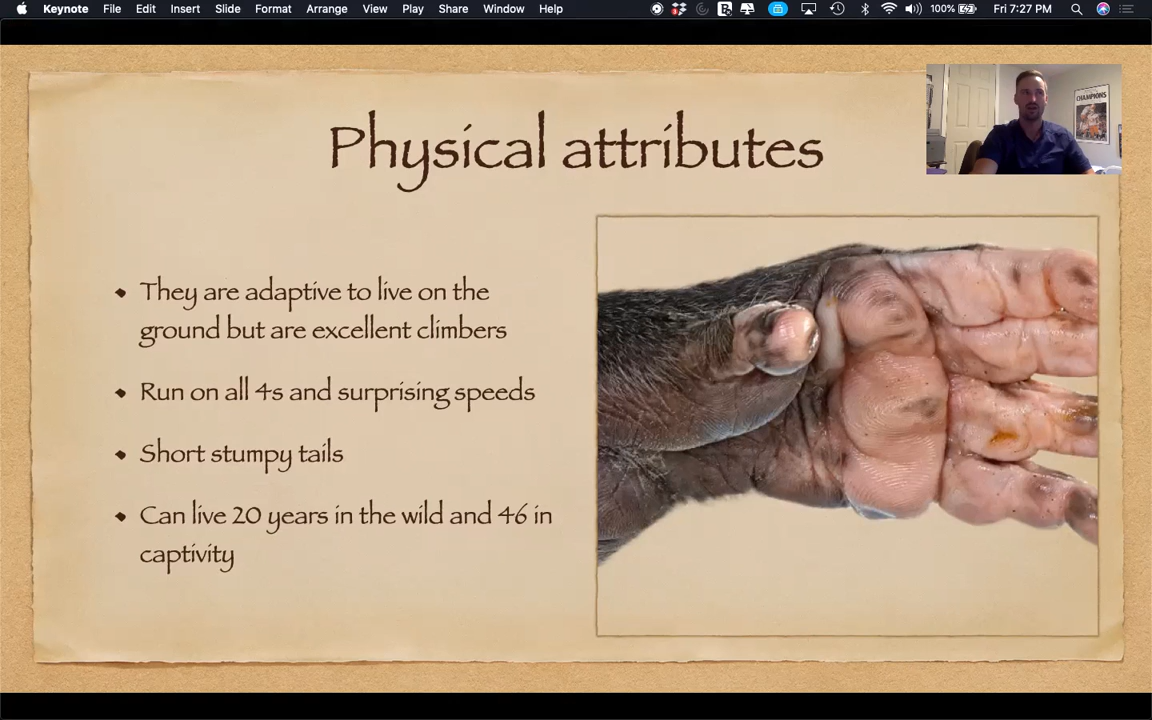 Keynote File Edit Insert Slide Format Arrange View Play Share Window Help 100% Fri 7:27 PM
CHAMPIONS
Physical attributes
They are adaptive to live on the
ground but are excellent climbers
Run on all 4s and surprising speeds
Short stumpy tails
Can live 20 years in the wild and 46 in
captivity